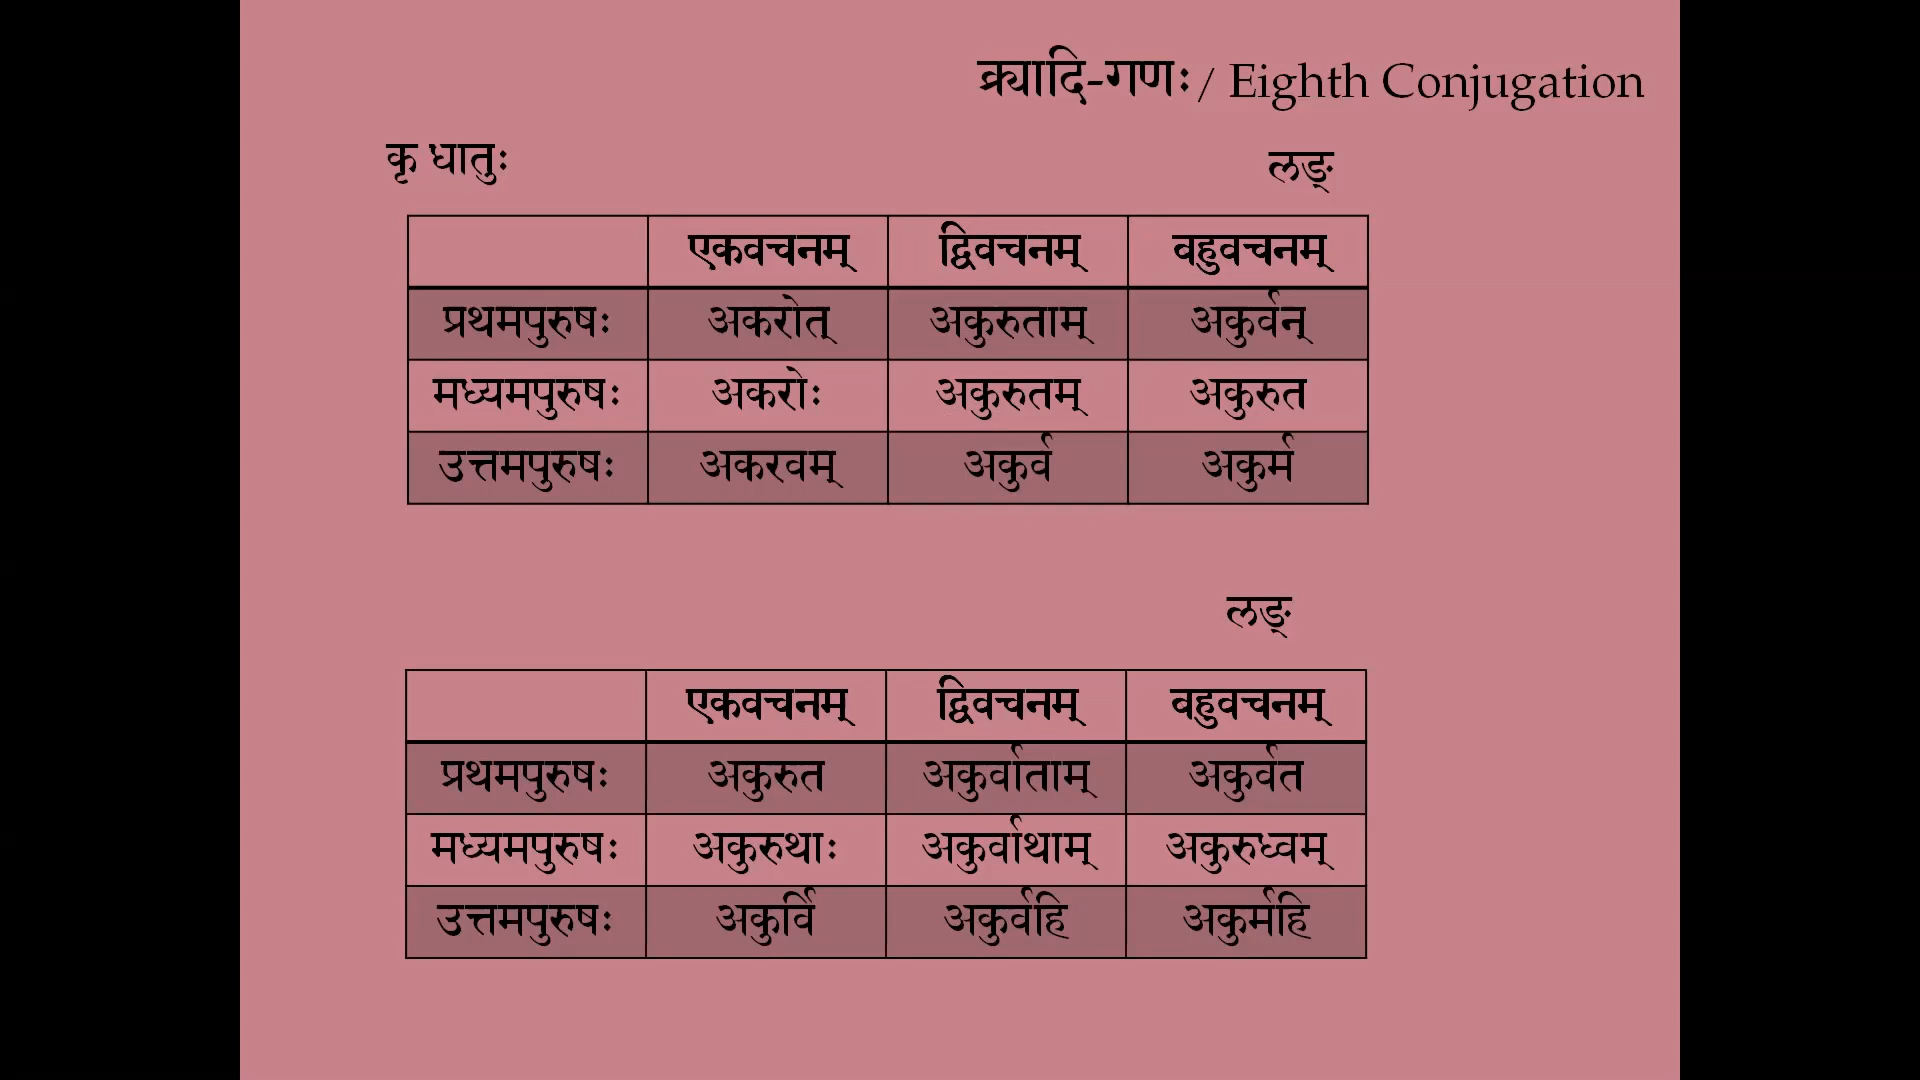 क्र्यादि-गणः/ Eighth Conjugation
कृ धातुः लङ्
एकवचनम् द्विवचनम् वहुवचनम्
प्रथमपुरुषः अकरोत् अकुरुताम् अकुर्वन्
मध्यमपुरुषः अकरोः अकुरुतम् अकुरुत
उत्तमपुरुषः अकरवम् अकुर्व अकुर्म
लङ्
एकवचनम् द्विवचनम् वहुवचनम्
प्रथमपुरुषः अकुरुत अकुर्वाताम् अकुर्वत
मध्यमपुरुषः अकुरुथाः अकुर्वाथाम् अकुरुध्वम्
उत्तमपुरुषः अकुर्वि अकुर्वहि अकुर्महि